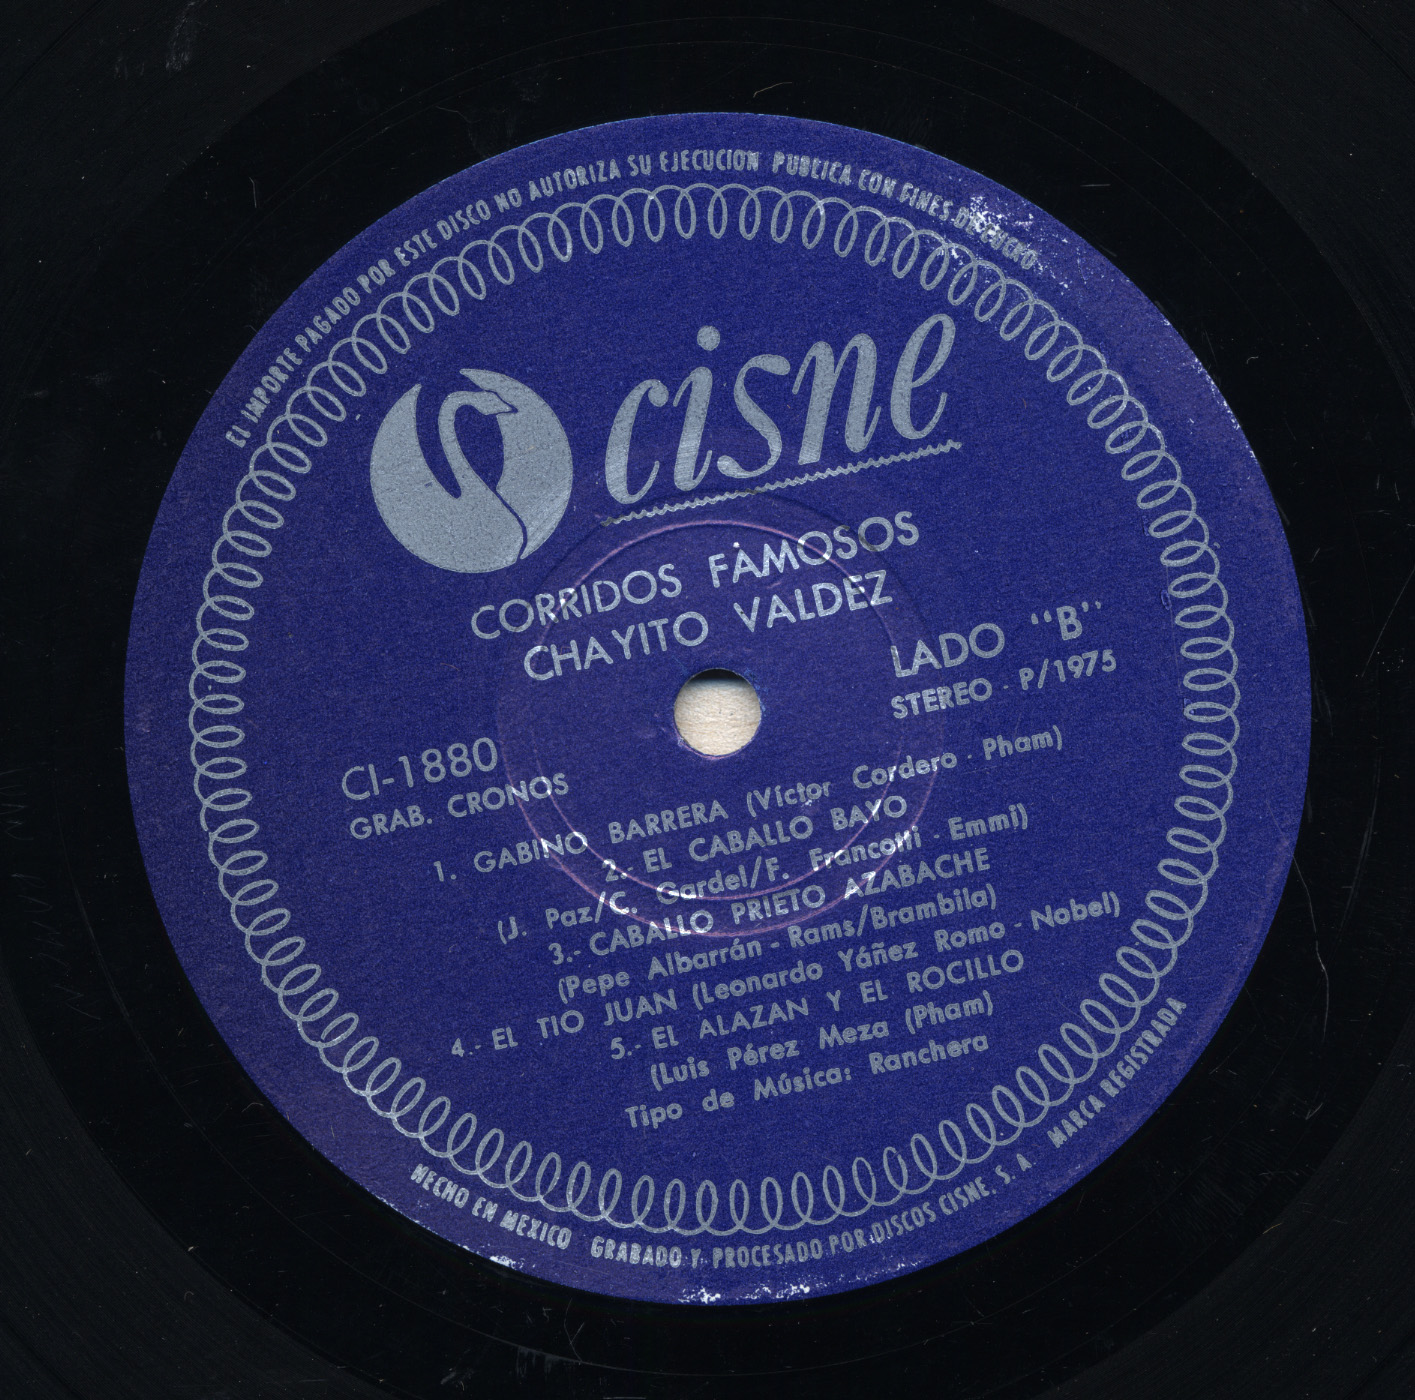 EL IMPORTE PAGADO POR ESTE DISCO NO AUTORIZA SU EJECUCION PUBLICA CON FINES DE LUCRO
cisne
CORRIDOS FAMOSOS
CHAYITO VALDEZ
LADO "B"
STEREO - P/1975
CI-1880
GRAB. CRONOS
1. GABINO BARRERA (Víctor Cordero - Pham)
2.- EL CABALLO BAYO
(J. Paz/C. Gardel/F. Franconi - Emmi)
3.- CABALLO PRIETO AZABACHE
(Pepe Albarrán - Rams/Brambila)
4.- EL TIO JUAN (Leonardo Yáñez Romo - Nobel)
5.- EL ALAZAN Y EL ROCILLO
(Luis Pérez Meza (Pham)
Tipo de Música: Ranchera
HECHO EN MEXICO GRABADO Y PROCESADO POR DISCOS CISNE, S. A. MARCA REGISTRADA